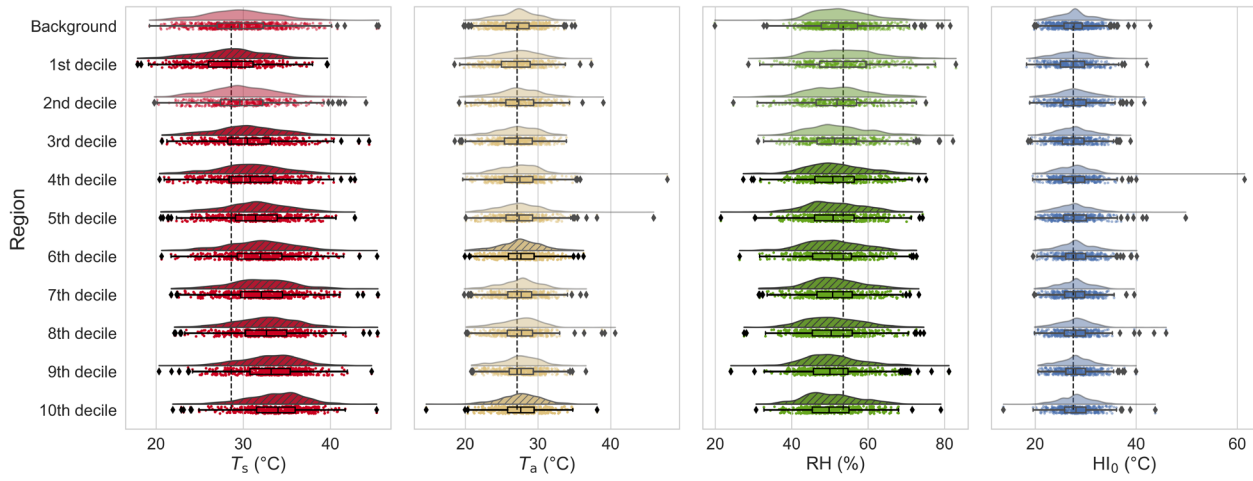 Region
Background
1st decile
2nd decile
3rd decile
4th decile
5th decile
6th decile
7th decile
8th decile
9th decile
10th decile
20 30 40
20 30 40
20 40 60 80
20 40 60
Ts (°C)
Ta (°C)
RH (%)
HI0 (°C)